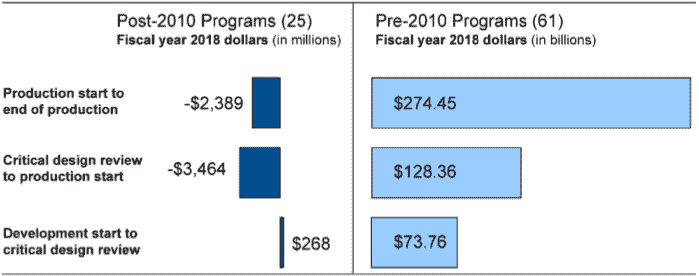 Post-2010 Programs (25)
Fiscal year 2018 dollars (in millions)
Pre-2010 Programs (61)
Fiscal year 2018 dollars (in billions)
Production start to
end of production
-$2,389
$274.45
Critical design review
to production start
-$3,464
$128.36
Development start to
critical design review
$268
$73.76